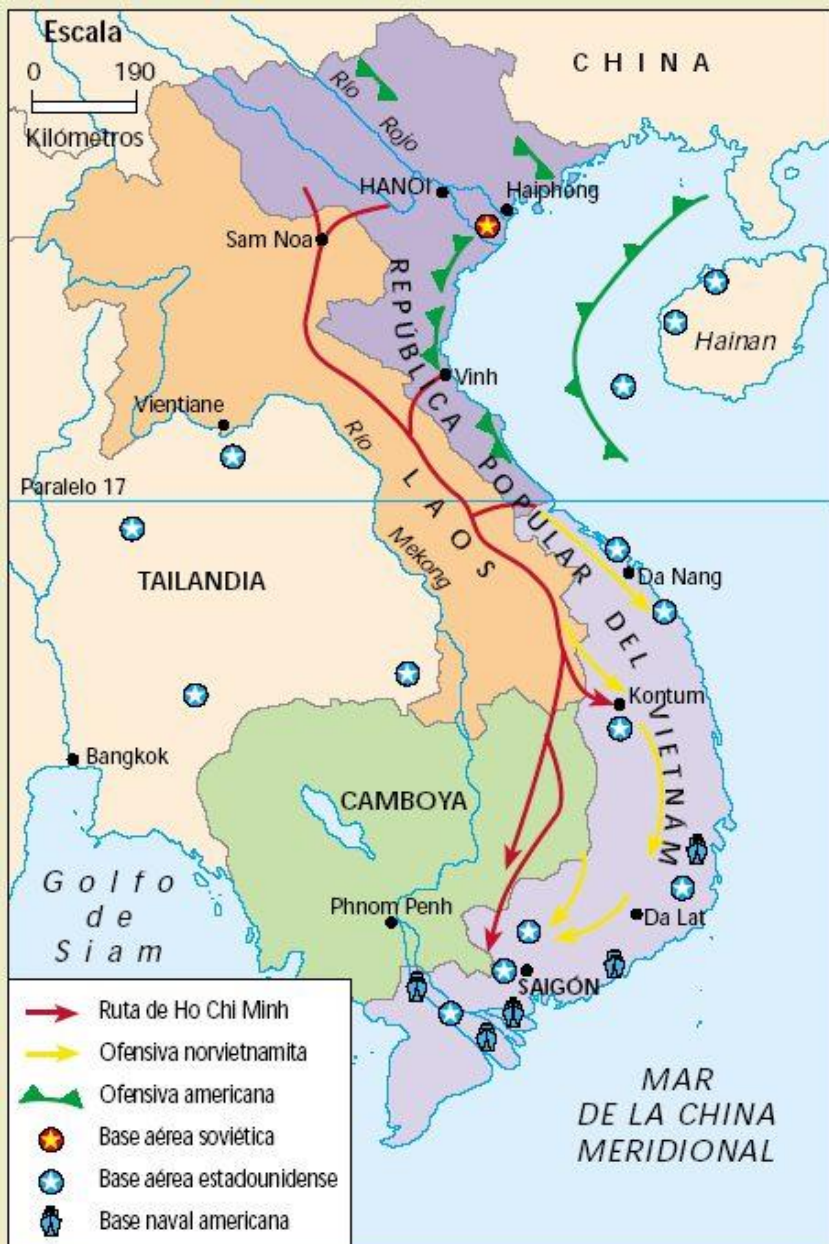 Escala
0 190
Kilómetros
CHINA
Río
Rojo
HANOI
Haiphong
Sam Noa
REPÚBLICA POPULAR DEL VIETNAM
Hainan
Vinh
Vientiane
Río
Mekong
LAOS
Paralelo 17
TAILANDIA
Da Nang
Kontum
Bangkok
CAMBOYA
Golfo
de
Siam
Phnom Penh
Da Lat
SAIGÓN
MAR
DE LA CHINA
MERIDIONAL
Ruta de Ho Chi Minh
Ofensiva norvietnamita
Ofensiva americana
Base aérea soviética
Base aérea estadounidense
Base naval americana